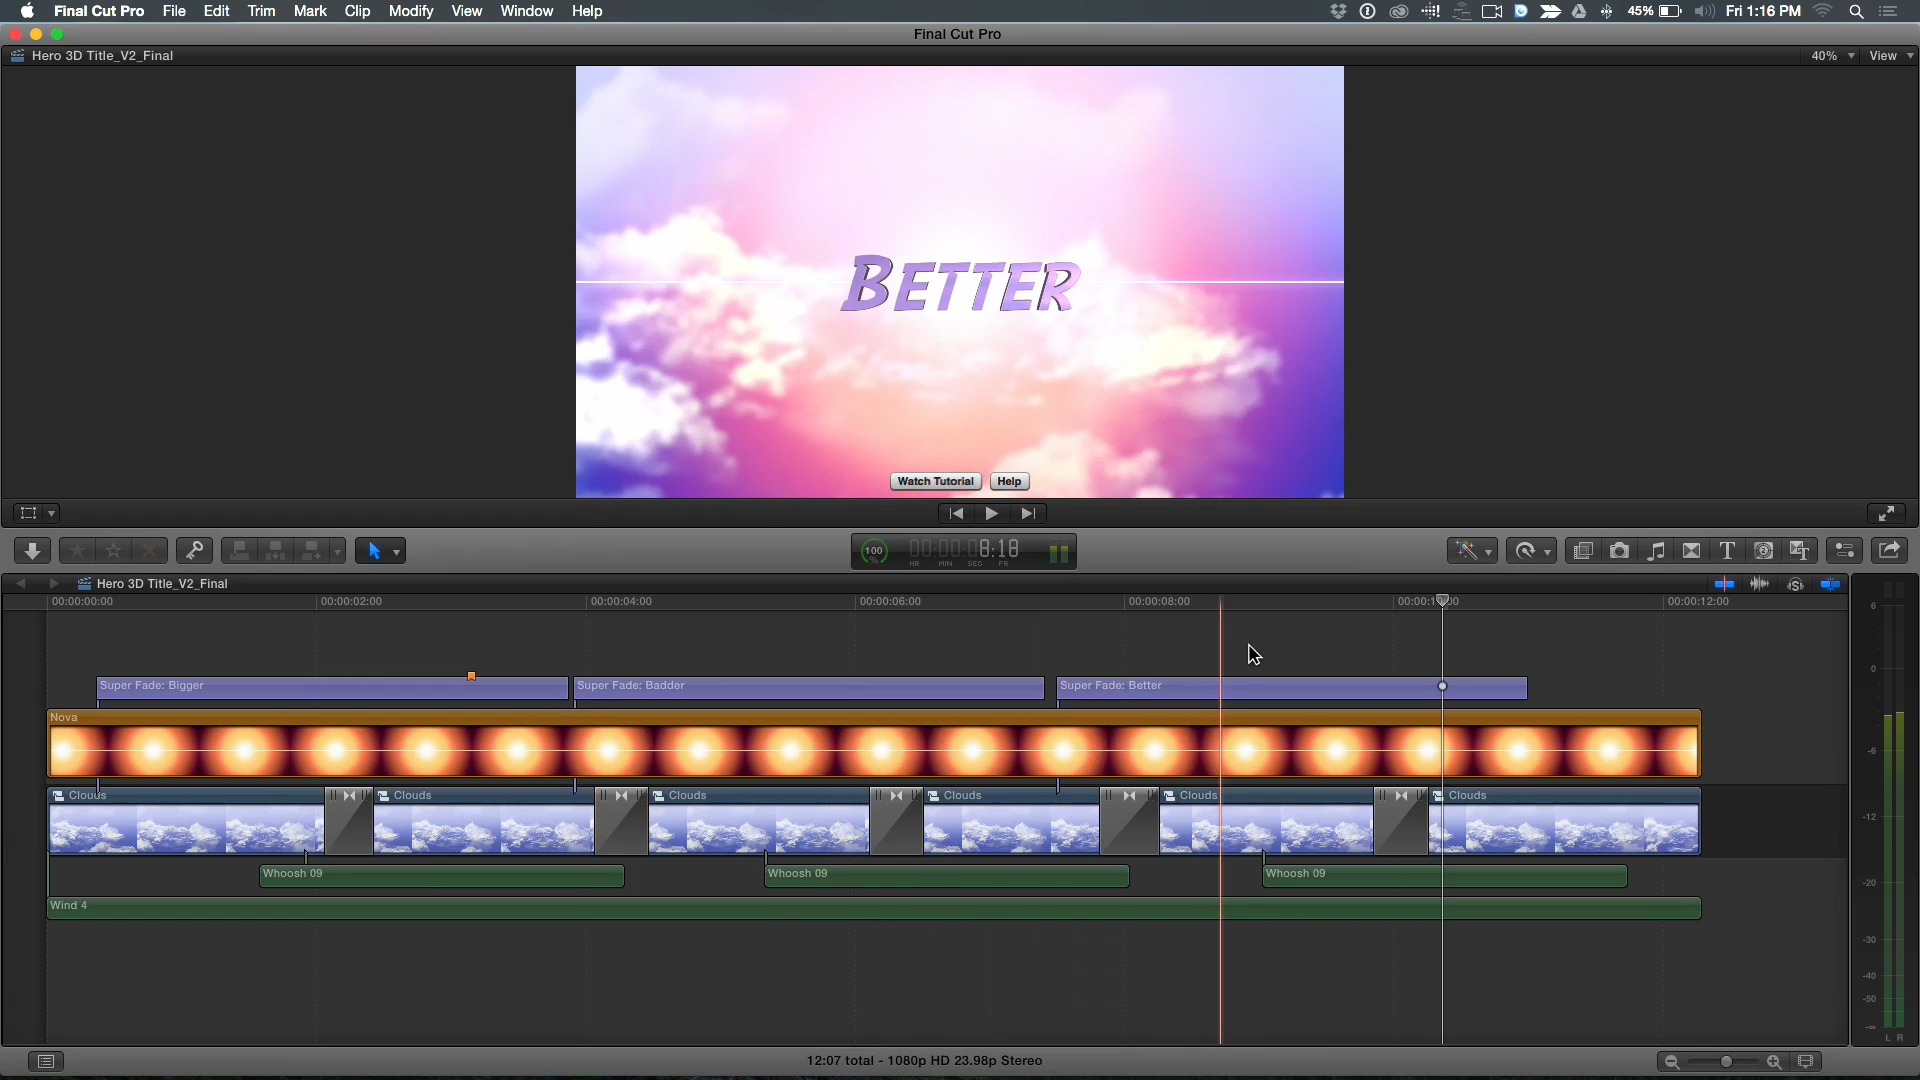 Final Cut Pro File Edit Trim Mark Clip Modify View Window Help 45% Fri 1:16 PM
Final Cut Pro
Hero 3D Title_V2_Final 40% View
BETTER
Watch Tutorial Help
100 % 00:00:08:18
HR MIN SEC FR
Hero 3D Title_V2_Final
00:00:00:00 00:00:02:00 00:00:04:00 00:00:06:00 00:00:08:00 00:00:10:00 00:00:12:00
Super Fade: Bigger Super Fade: Badder Super Fade: Better
Nova
Clouds Clouds Clouds Clouds Clouds Clouds
Whoosh 09 Whoosh 09 Whoosh 09
Wind 4
6
0
-6
-12
-20
-30
-40
-50
-∞
L R
12:07 total - 1080p HD 23.98p Stereo